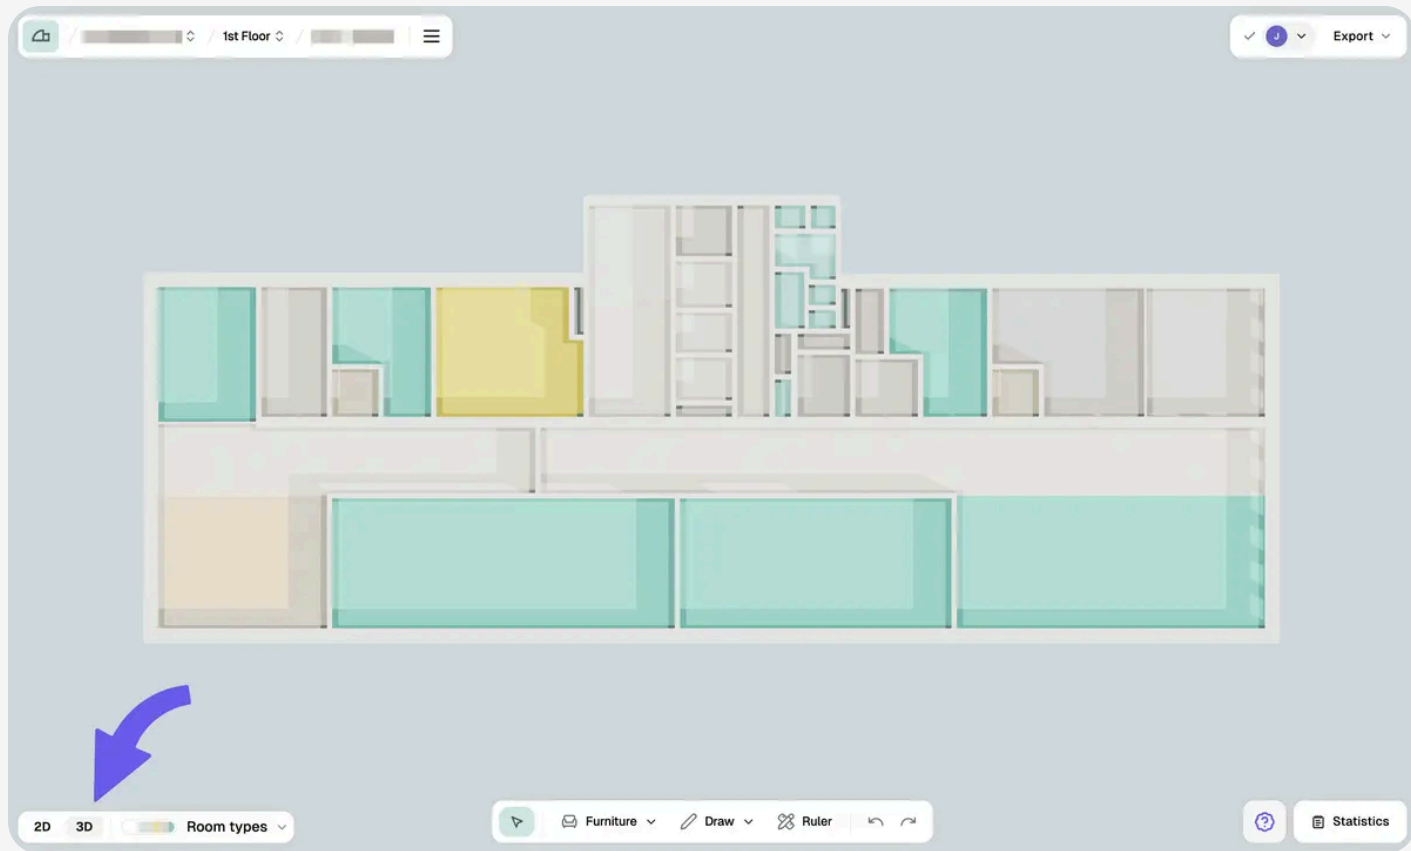 1st Floor
J
Export
2D 3D Room types
Furniture Draw Ruler
? Statistics